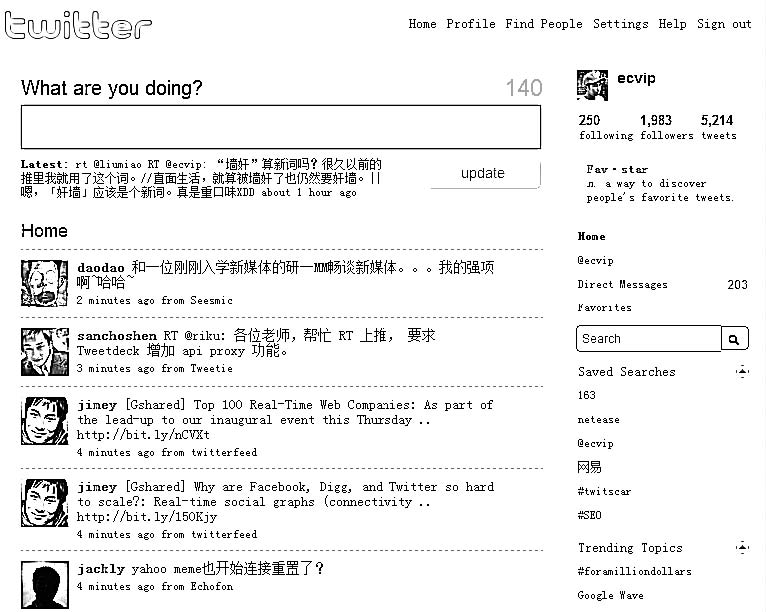 twitter
Home Profile Find People Settings Help Sign out
What are you doing?
140
Latest: rt @liumiao RT @ecvip: “墙奸”算新词吗？很久以前的
推里我就用了这个词。//直面生活，就算被墙奸了也仍然要奸墙。||
嗯，「奸墙」应该是个新词。真是重口味XDD about 1 hour ago
update
Home
daodao 和一位刚刚入学新媒体的研一MM畅谈新媒体。。。我的强项
啊~哈哈~
2 minutes ago from Seesmic
sanchoshen RT @riku: 各位老师，帮忙 RT 上推， 要求
Tweetdeck 增加 api proxy 功能。
3 minutes ago from Tweetie
jimey [Gshared] Top 100 Real-Time Web Companies: As part of
the lead-up to our inaugural event this Thursday ..
http://bit.ly/nCVXt
4 minutes ago from twitterfeed
jimey [Gshared] Why are Facebook, Digg, and Twitter so hard
to scale?: Real-time social graphs (connectivity ..
http://bit.ly/150Kjy
4 minutes ago from twitterfeed
jackly yahoo meme也开始连接重置了？
4 minutes ago from Echofon
ecvip
250 1,983 5,214
following followers tweets
Fav·star
n. a way to discover
people's favorite tweets.
Home
@ecvip
Direct Messages 203
Favorites
Search
Saved Searches
163
netease
@ecvip
网易
#twitscar
#SEO
Trending Topics
#foramilliondollars
Google Wave